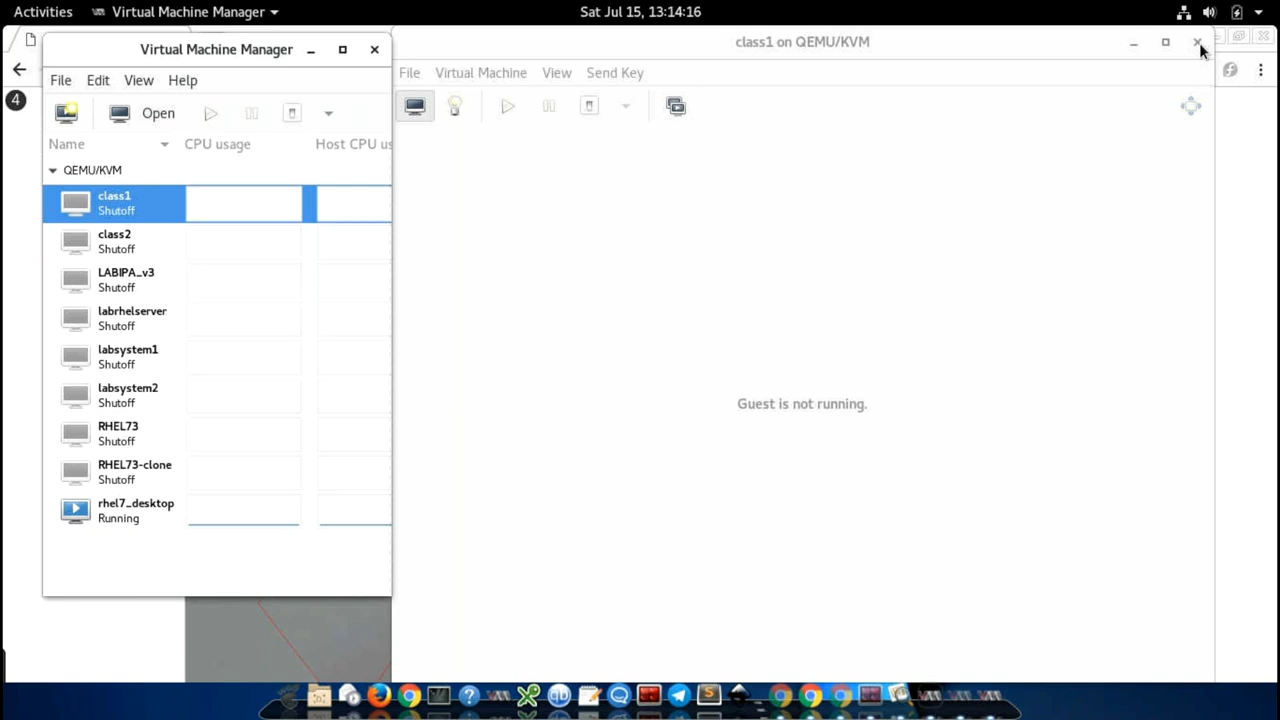 Activities Virtual Machine Manager Sat Jul 15, 13:14:16
Virtual Machine Manager
class1 on QEMU/KVM
File Edit View Help
File Virtual Machine View Send Key
4
Open
Name CPU usage Host CPU us
QEMU/KVM
class1
Shutoff
class2
Shutoff
LABIPA_v3
Shutoff
labrhelserver
Shutoff
labsystem1
Shutoff
labsystem2
Shutoff
RHEL73
Shutoff
RHEL73-clone
Shutoff
rhel7_desktop
Running
Guest is not running.